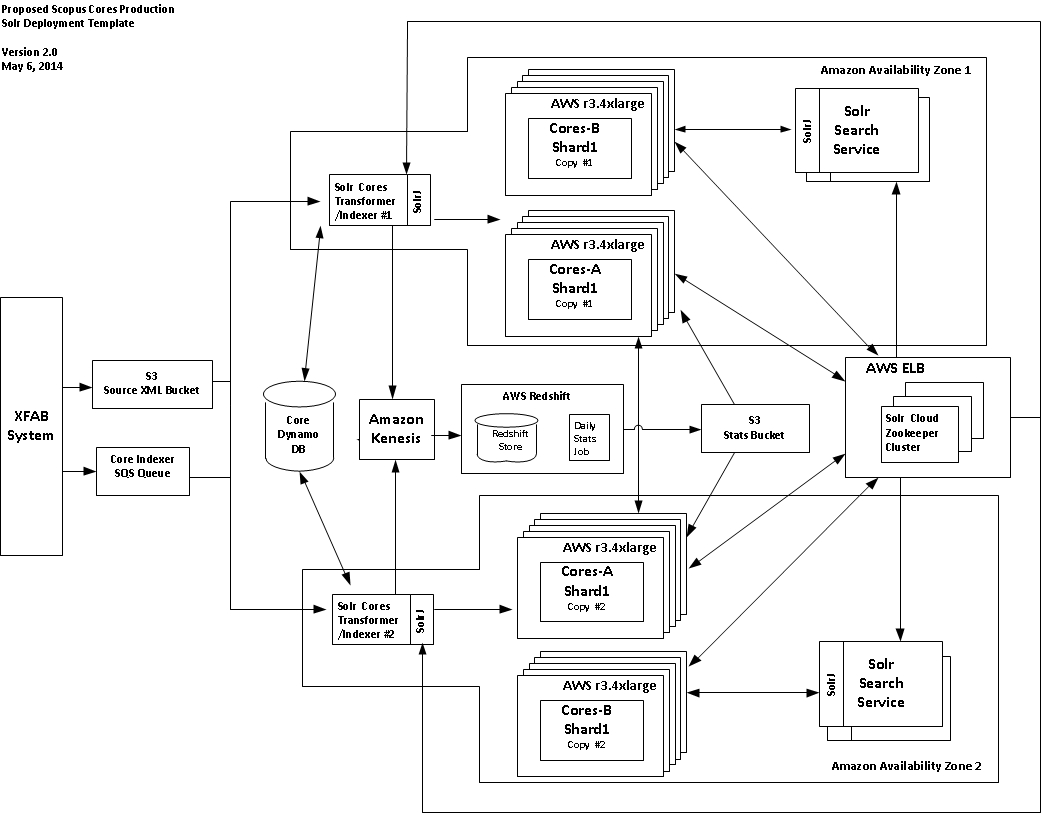 Proposed Scopus Cores Production
Solr Deployment Template
Version 2.0
May 6, 2014
Amazon Availability Zone 1
AWS r3.4xlarge
Cores-B
Shard1
Copy #1
SolrJ
Solr
Search
Service
Solr Cores
Transformer
/Indexer #1
SolrJ
AWS r3.4xlarge
Cores-A
Shard1
Copy #1
XFAB
System
S3
Source XML Bucket
Core Indexer
SQS Queue
Core
Dynamo
DB
Amazon
Kenesis
AWS Redshift
Redshift
Store
Daily
Stats
Job
S3
Stats Bucket
AWS ELB
Solr Cloud
Zookeeper
Cluster
AWS r3.4xlarge
Cores-A
Shard1
Copy #2
Solr Cores
Transformer
/Indexer #2
SolrJ
AWS r3.4xlarge
Cores-B
Shard1
Copy #2
SolrJ
Solr
Search
Service
Amazon Availability Zone 2